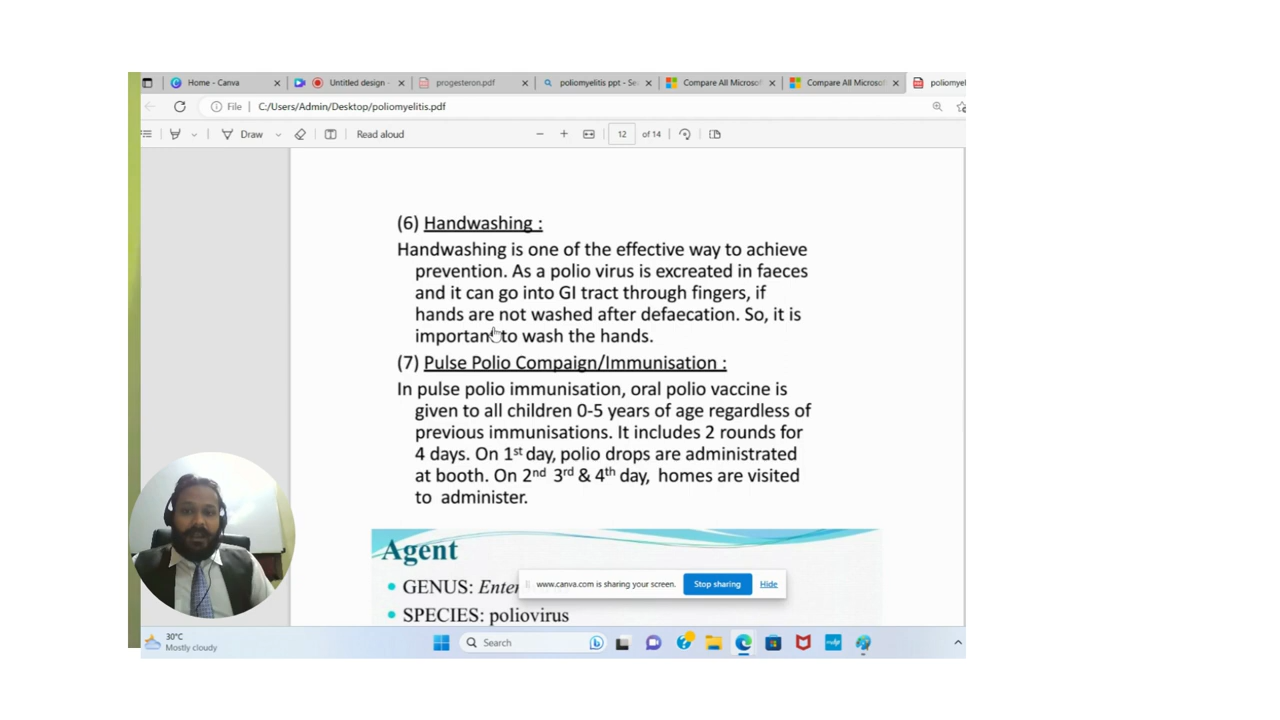 Home - Canva
Untitled design -
progesteron.pdf
poliomyelitis ppt - Se
Compare All Microsof
Compare All Microsof
poliomyel
File
C:/Users/Admin/Desktop/poliomyelitis.pdf
Draw
Read aloud
12
of 14
(6) Handwashing :
Handwashing is one of the effective way to achieve
prevention. As a polio virus is excreated in faeces
and it can go into GI tract through fingers, if
hands are not washed after defaecation. So, it is
important to wash the hands.
(7) Pulse Polio Compaign/Immunisation :
In pulse polio immunisation, oral polio vaccine is
given to all children 0-5 years of age regardless of
previous immunisations. It includes 2 rounds for
4 days. On 1st day, polio drops are administrated
at booth. On 2nd 3rd & 4th day, homes are visited
to administer.
Agent
• GENUS: Enter
www.canva.com is sharing your screen.
Stop sharing
Hide
• SPECIES: poliovirus
30°C
Mostly cloudy
Search